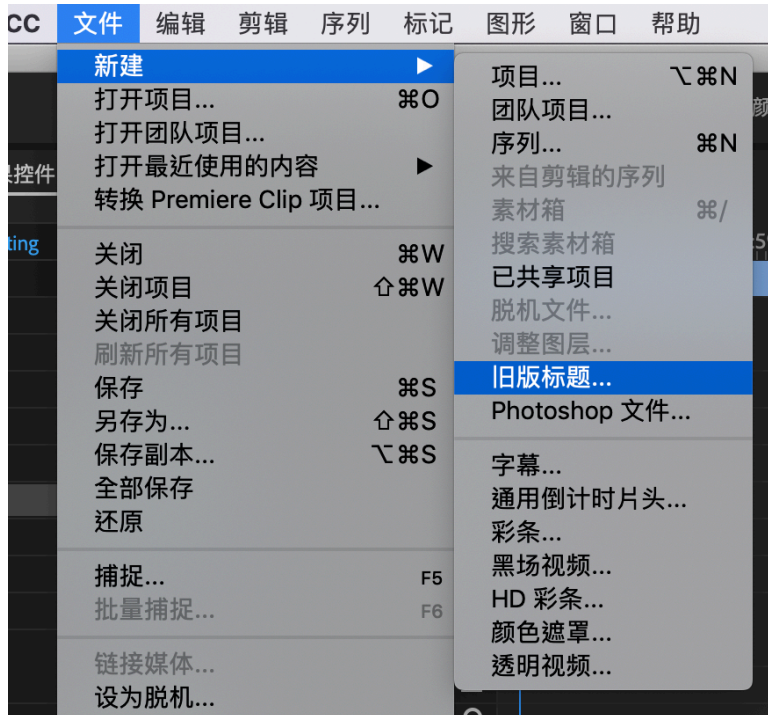 CC 文件 编辑 剪辑 序列 标记 图形 窗口 帮助
新建 ▶
打开项目... ⌘O
打开团队项目...
打开最近使用的内容 ▶
转换 Premiere Clip 项目...
关闭 ⌘W
关闭项目 ⇧⌘W
关闭所有项目
刷新所有项目
保存 ⌘S
另存为... ⇧⌘S
保存副本... ⌥⌘S
全部保存
还原
捕捉... F5
批量捕捉... F6
链接媒体...
设为脱机...
项目... ⌥⌘N
团队项目...
序列... ⌘N
来自剪辑的序列
素材箱 ⌘/
搜索素材箱
已共享项目
脱机文件...
调整图层...
旧版标题...
Photoshop 文件...
字幕...
通用倒计时片头...
彩条...
黑场视频...
HD 彩条...
颜色遮罩...
透明视频...
控件
ting
颜